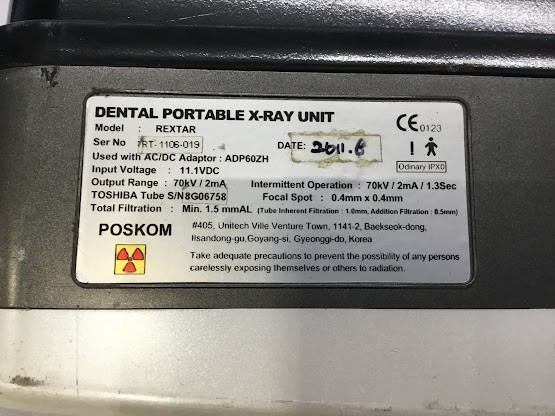 DENTAL PORTABLE X-RAY UNIT
Model : REXTAR
Ser No : RT-1106-019 DATE: 2011.6
Used with AC/DC Adaptor : ADP60ZH
Input Voltage : 11.1VDC
Output Range : 70kV / 2mA Intermittent Operation : 70kV / 2mA / 1.3Sec
TOSHIBA Tube S/N 8G06758 Focal Spot : 0.4mm x 0.4mm
Total Filtration : Min. 1.5 mmAL (Tube Inherent Filtration : 1.0mm, Addition Filtration : 0.5mm)
CE 0123
!
Odinary IPX0
POSKOM
#405, Unitech Ville Venture Town, 1141-2, Baekseok-dong,
Ilsandong-gu,Goyang-si, Gyeonggi-do, Korea
Take adequate precautions to prevent the possibility of any persons
carelessly exposing themselves or others to radiation.